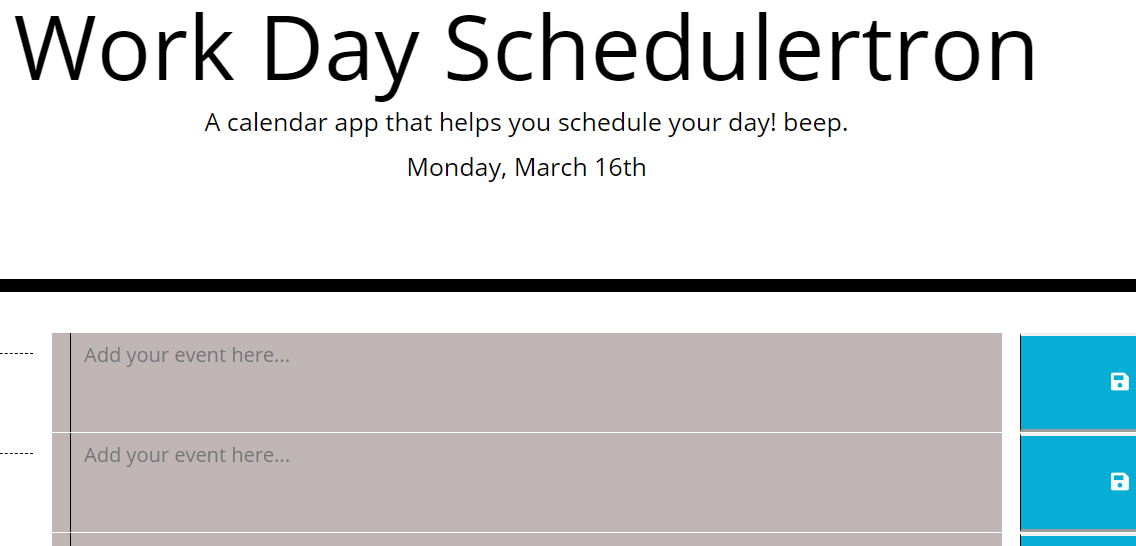 Work Day Schedulertron
A calendar app that helps you schedule your day! beep.
Monday, March 16th
Add your event here...
Add your event here...